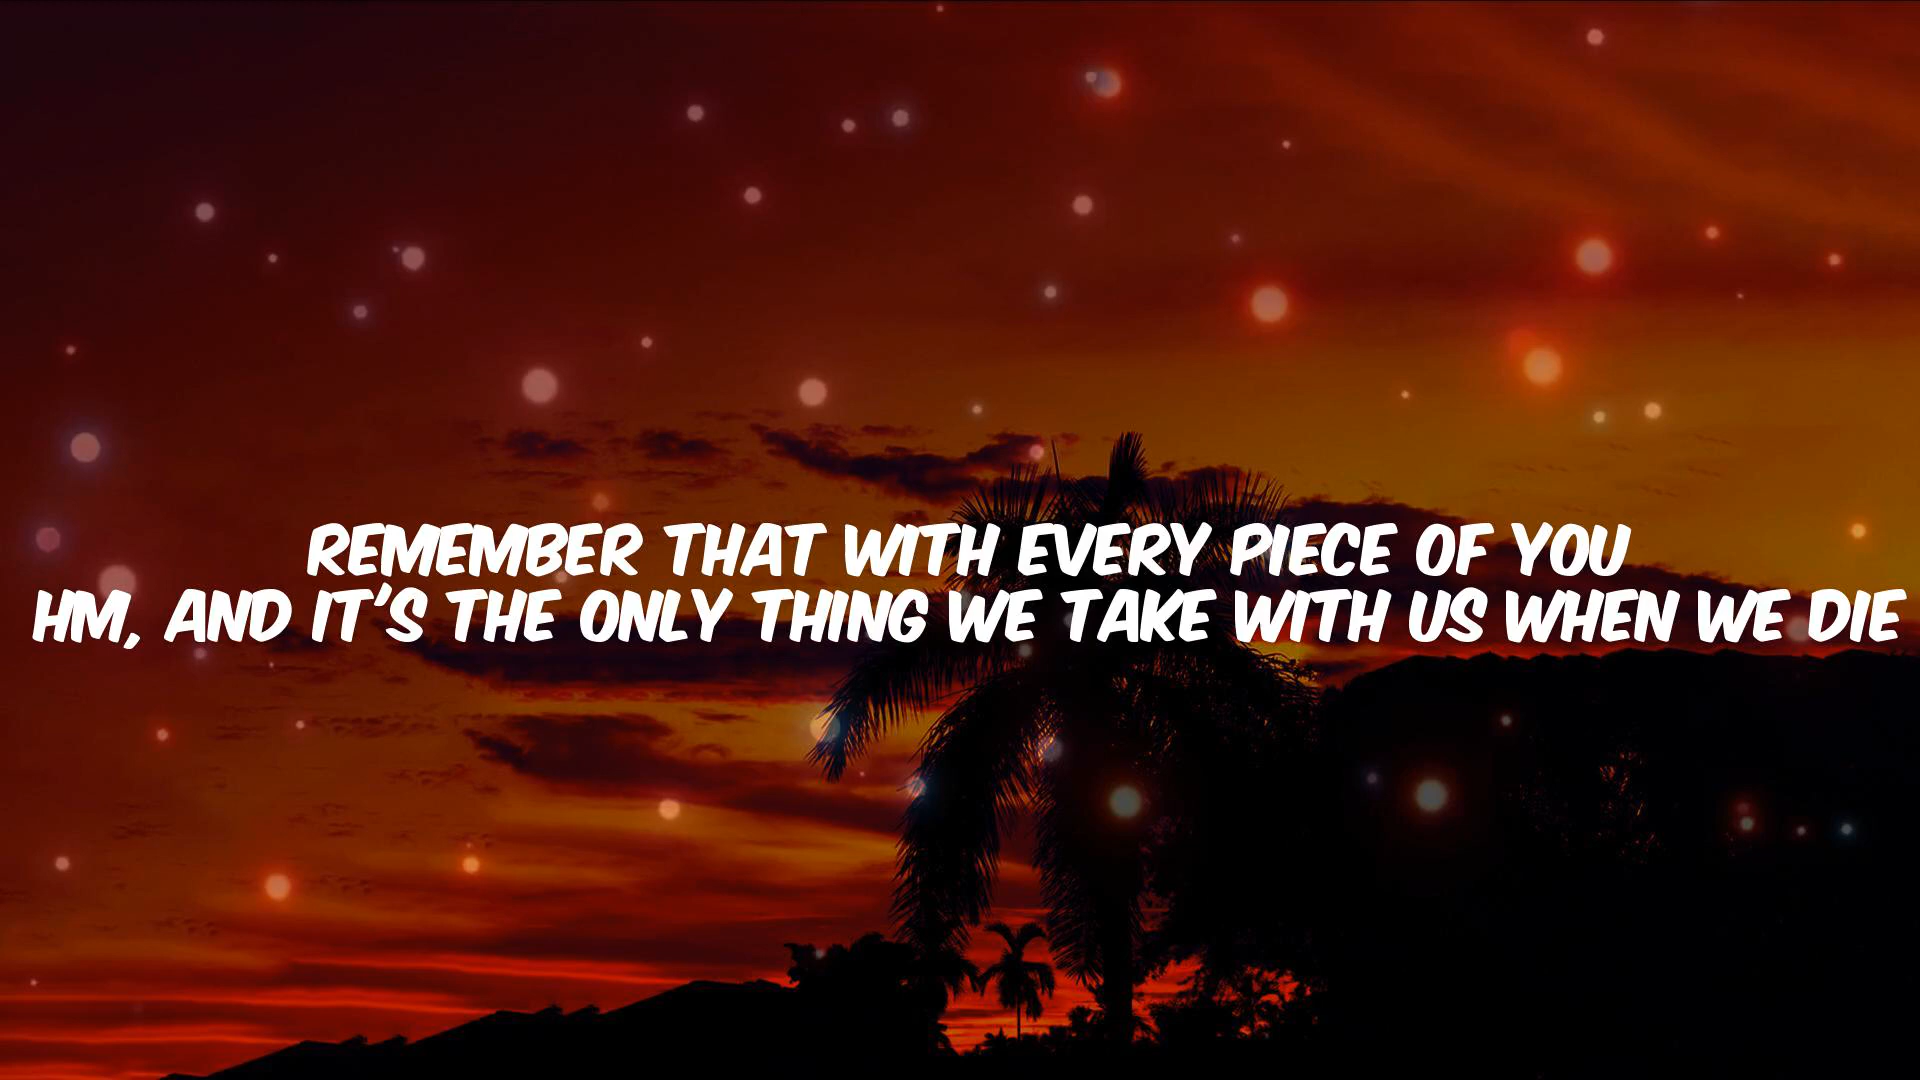 REMEMBER THAT WITH EVERY PIECE OF YOU
HM, AND IT'S THE ONLY THING WE TAKE WITH US WHEN WE DIE